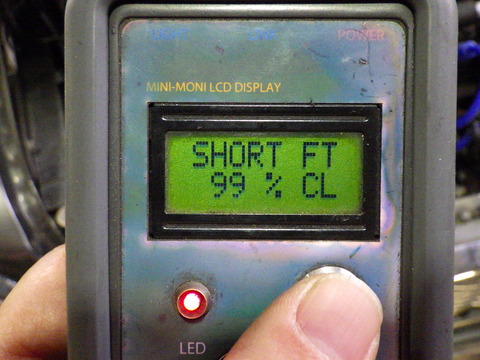 POWER
MINI-MONI LCD DISPLAY
SHORT FT
99 % CL
LED